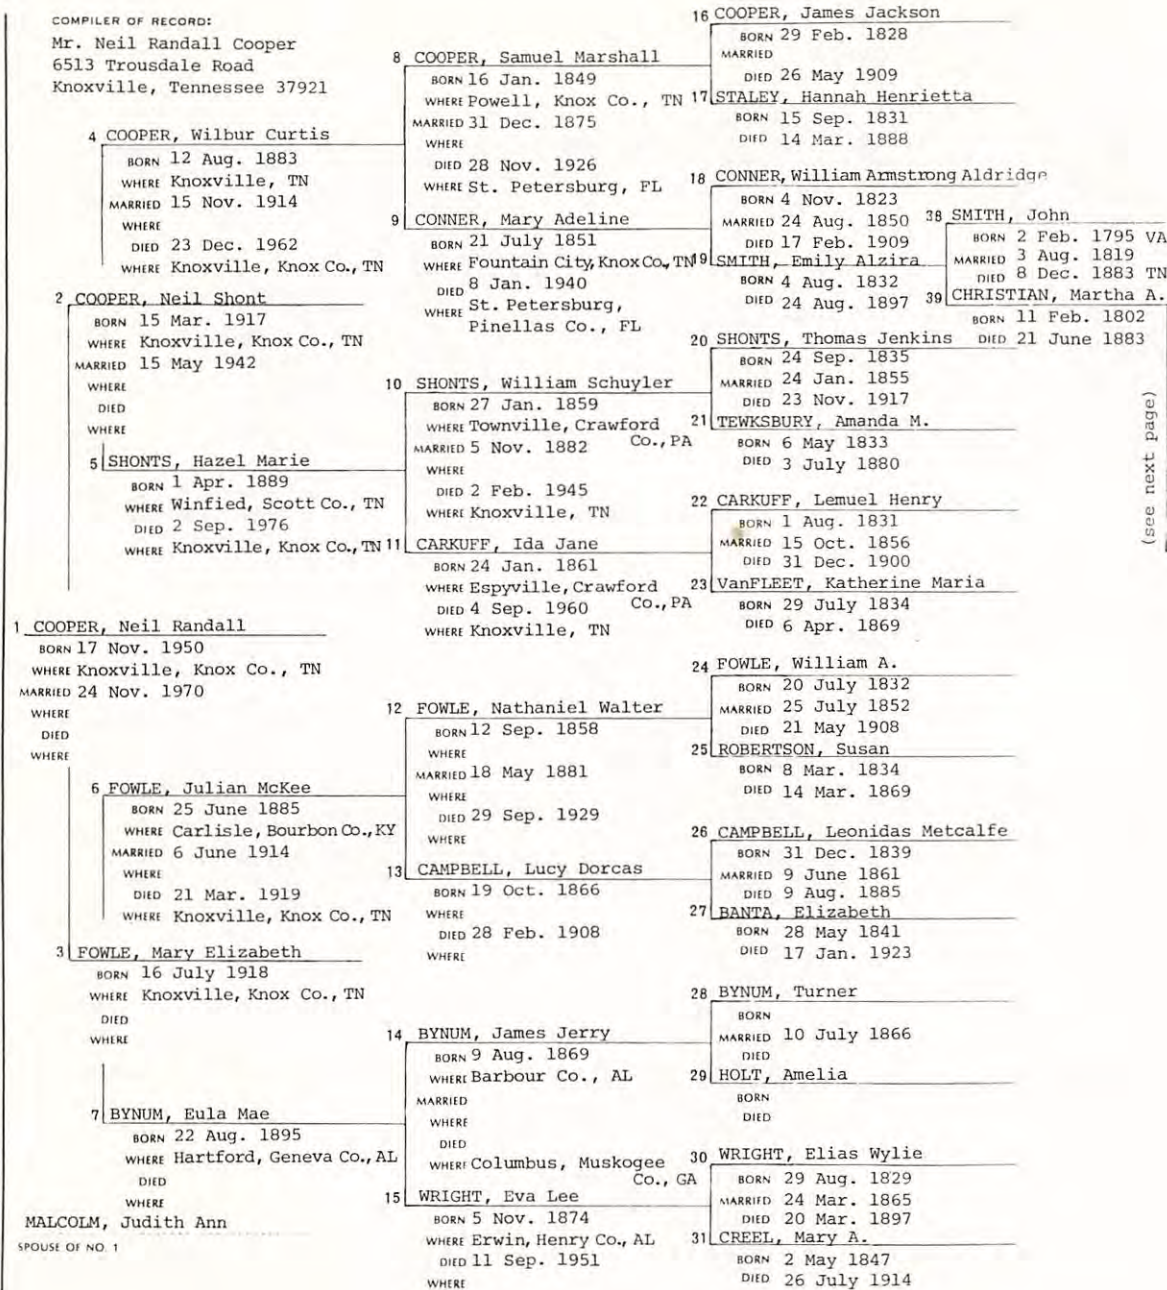 COMPILER OF RECORD:
Mr. Neil Randall Cooper
6513 Trousdale Road
Knoxville, Tennessee 37921
1 COOPER, Neil Randall
BORN 17 Nov. 1950
WHERE Knoxville, Knox Co., TN
MARRIED 24 Nov. 1970
WHERE
DIED
WHERE
2 COOPER, Neil Shont
BORN 15 Mar. 1917
WHERE Knoxville, Knox Co., TN
MARRIED 15 May 1942
WHERE
DIED
WHERE
3 FOWLE, Mary Elizabeth
BORN 16 July 1918
WHERE Knoxville, Knox Co., TN
DIED
WHERE
4 COOPER, Wilbur Curtis
BORN 12 Aug. 1883
WHERE Knoxville, TN
MARRIED 15 Nov. 1914
WHERE
DIED 23 Dec. 1962
WHERE Knoxville, Knox Co., TN
5 SHONTS, Hazel Marie
BORN 1 Apr. 1889
WHERE Winfied, Scott Co., TN
DIED 2 Sep. 1976
WHERE Knoxville, Knox Co., TN
6 FOWLE, Julian McKee
BORN 25 June 1885
WHERE Carlisle, Bourbon Co., KY
MARRIED 6 June 1914
WHERE
DIED 21 Mar. 1919
WHERE Knoxville, Knox Co., TN
7 BYNUM, Eula Mae
BORN 22 Aug. 1895
WHERE Hartford, Geneva Co., AL
DIED
WHERE
MALCOLM, Judith Ann
SPOUSE OF NO. 1
8 COOPER, Samuel Marshall
BORN 16 Jan. 1849
WHERE Powell, Knox Co., TN
MARRIED 31 Dec. 1875
WHERE
DIED 28 Nov. 1926
WHERE St. Petersburg, FL
9 CONNER, Mary Adeline
BORN 21 July 1851
WHERE Fountain City, Knox Co., TN
DIED 8 Jan. 1940
WHERE St. Petersburg,
Pinellas Co., FL
10 SHONTS, William Schuyler
BORN 27 Jan. 1859
WHERE Townville, Crawford
Co., PA
MARRIED 5 Nov. 1882
WHERE
DIED 2 Feb. 1945
WHERE Knoxville, TN
11 CARKUFF, Ida Jane
BORN 24 Jan. 1861
WHERE Espyville, Crawford
Co., PA
DIED 4 Sep. 1960
WHERE Knoxville, TN
12 FOWLE, Nathaniel Walter
BORN 12 Sep. 1858
WHERE
MARRIED 18 May 1881
WHERE
DIED 29 Sep. 1929
WHERE
13 CAMPBELL, Lucy Dorcas
BORN 19 Oct. 1866
WHERE
DIED 28 Feb. 1908
WHERE
14 BYNUM, James Jerry
BORN 9 Aug. 1869
WHERE Barbour Co., AL
MARRIED
WHERE
DIED
WHERE Columbus, Muskogee
Co., GA
15 WRIGHT, Eva Lee
BORN 5 Nov. 1874
WHERE Erwin, Henry Co., AL
DIED 11 Sep. 1951
WHERE
16 COOPER, James Jackson
BORN 29 Feb. 1828
MARRIED
DIED 26 May 1909
17 STALEY, Hannah Henrietta
BORN 15 Sep. 1831
DIED 14 Mar. 1888
18 CONNER, William Armstrong Aldridge
BORN 4 Nov. 1823
MARRIED 24 Aug. 1850
DIED 17 Feb. 1909
19 SMITH, Emily Alzira
BORN 4 Aug. 1832
DIED 24 Aug. 1897
20 SHONTS, Thomas Jenkins
BORN 24 Sep. 1835
MARRIED 24 Jan. 1855
DIED 23 Nov. 1917
21 TEWKSBURY, Amanda M.
BORN 6 May 1833
DIED 3 July 1880
22 CARKUFF, Lemuel Henry
BORN 1 Aug. 1831
MARRIED 15 Oct. 1856
DIED 31 Dec. 1900
23 VanFLEET, Katherine Maria
BORN 29 July 1834
DIED 6 Apr. 1869
24 FOWLE, William A.
BORN 20 July 1832
MARRIED 25 July 1852
DIED 21 May 1908
25 ROBERTSON, Susan
BORN 8 Mar. 1834
DIED 14 Mar. 1869
26 CAMPBELL, Leonidas Metcalfe
BORN 31 Dec. 1839
MARRIED 9 June 1861
DIED 9 Aug. 1885
27 BANTA, Elizabeth
BORN 28 May 1841
DIED 17 Jan. 1923
28 BYNUM, Turner
BORN
MARRIED 10 July 1866
DIED
29 HOLT, Amelia
BORN
DIED
30 WRIGHT, Elias Wylie
BORN 29 Aug. 1829
MARRIED 24 Mar. 1865
DIED 20 Mar. 1897
31 CREEL, Mary A.
BORN 2 May 1847
DIED 26 July 1914
38 SMITH, John
BORN 2 Feb. 1795 VA
MARRIED 3 Aug. 1819
DIED 8 Dec. 1883 TN
39 CHRISTIAN, Martha A.
BORN 11 Feb. 1802
DIED 21 June 1883
(see next page)